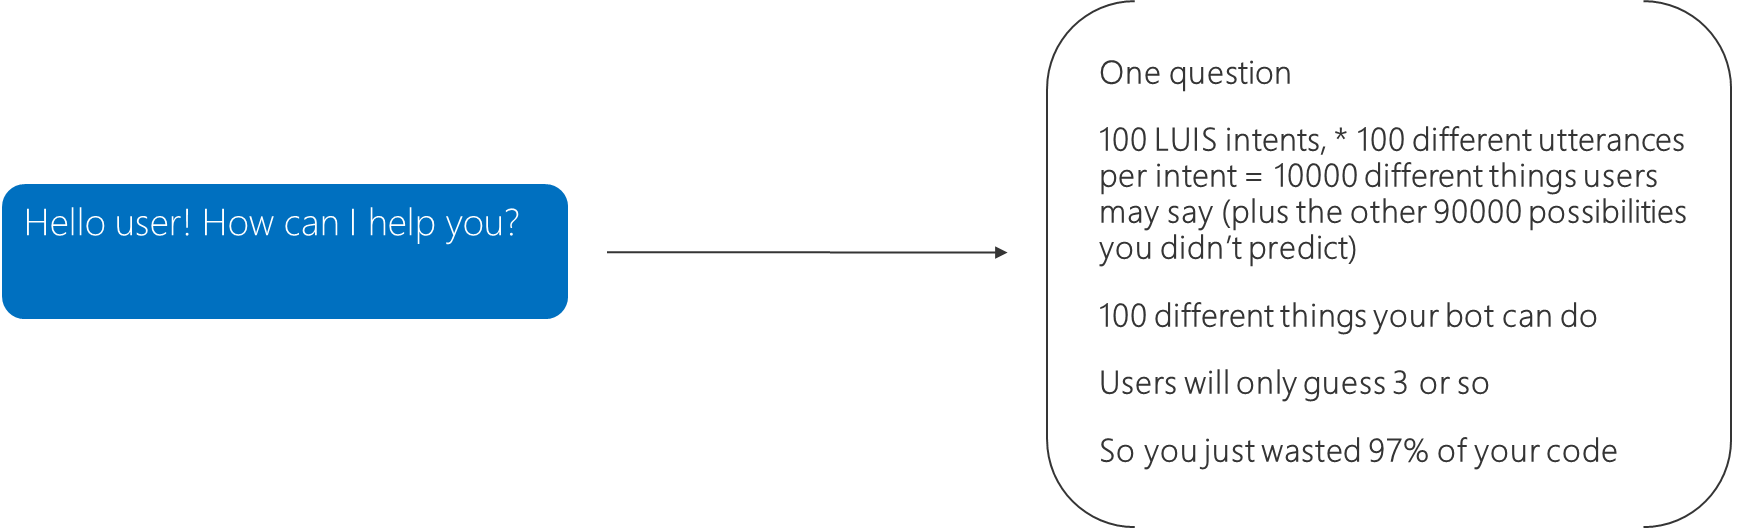 Hello user! How can I help you?
One question
100 LUIS intents, * 100 different utterances
per intent = 10000 different things users
may say (plus the other 90000 possibilities
you didn’t predict)
100 different things your bot can do
Users will only guess 3 or so
So you just wasted 97% of your code